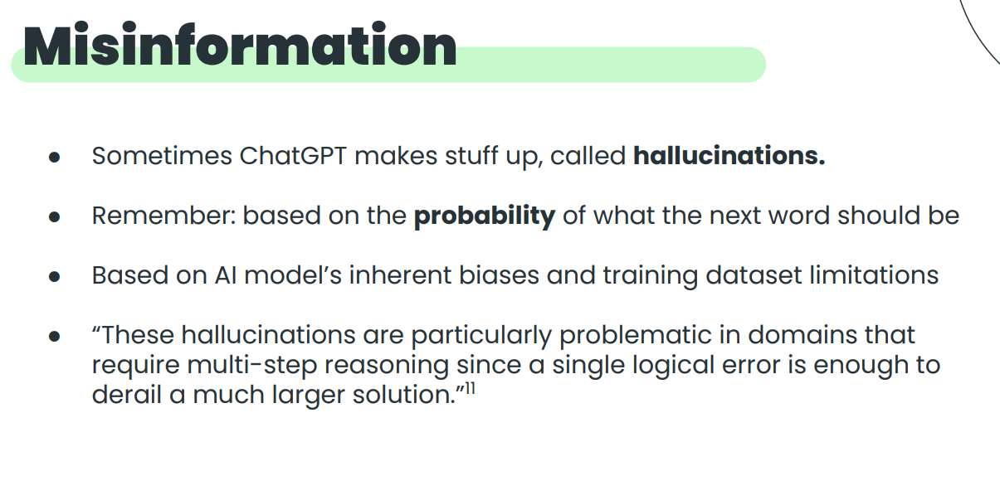 Misinformation
● Sometimes ChatGPT makes stuff up, called hallucinations.
● Remember: based on the probability of what the next word should be
● Based on AI model’s inherent biases and training dataset limitations
● “These hallucinations are particularly problematic in domains that
require multi-step reasoning since a single logical error is enough to
derail a much larger solution.”¹¹